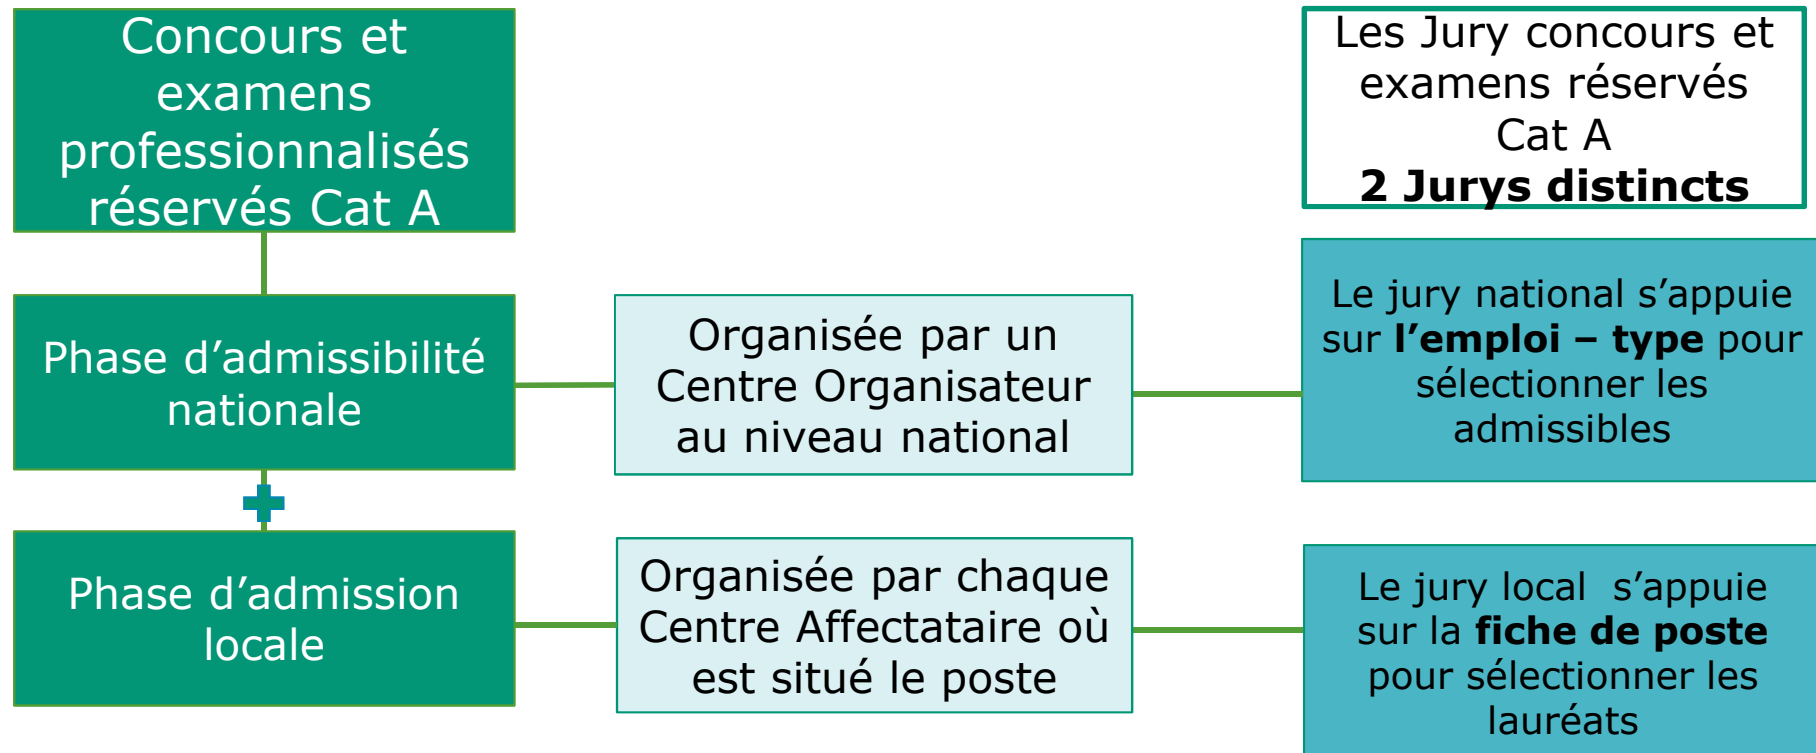 Concours et
examens
professionnalisés
réservés Cat A
Les Jury concours et
examens réservés
Cat A
2 Jurys distincts
Phase d’admissibilité
nationale
Organisée par un
Centre Organisateur
au niveau national
Le jury national s’appuie
sur l’emploi – type pour
sélectionner les
admissibles
Phase d’admission
locale
Organisée par chaque
Centre Affectataire où
est situé le poste
Le jury local s’appuie
sur la fiche de poste
pour sélectionner les
lauréats